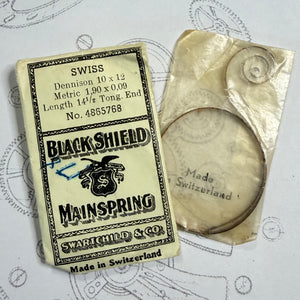 SWISS
Dennison 10 x 12
Metric 1,90 x 0,09
Length 14½ Tong. End
No. 4865768
BLACK SHIELD
S
MAINSPRING
SWARTCHILD & CO.
Made in Switzerland
Made
Switzerland